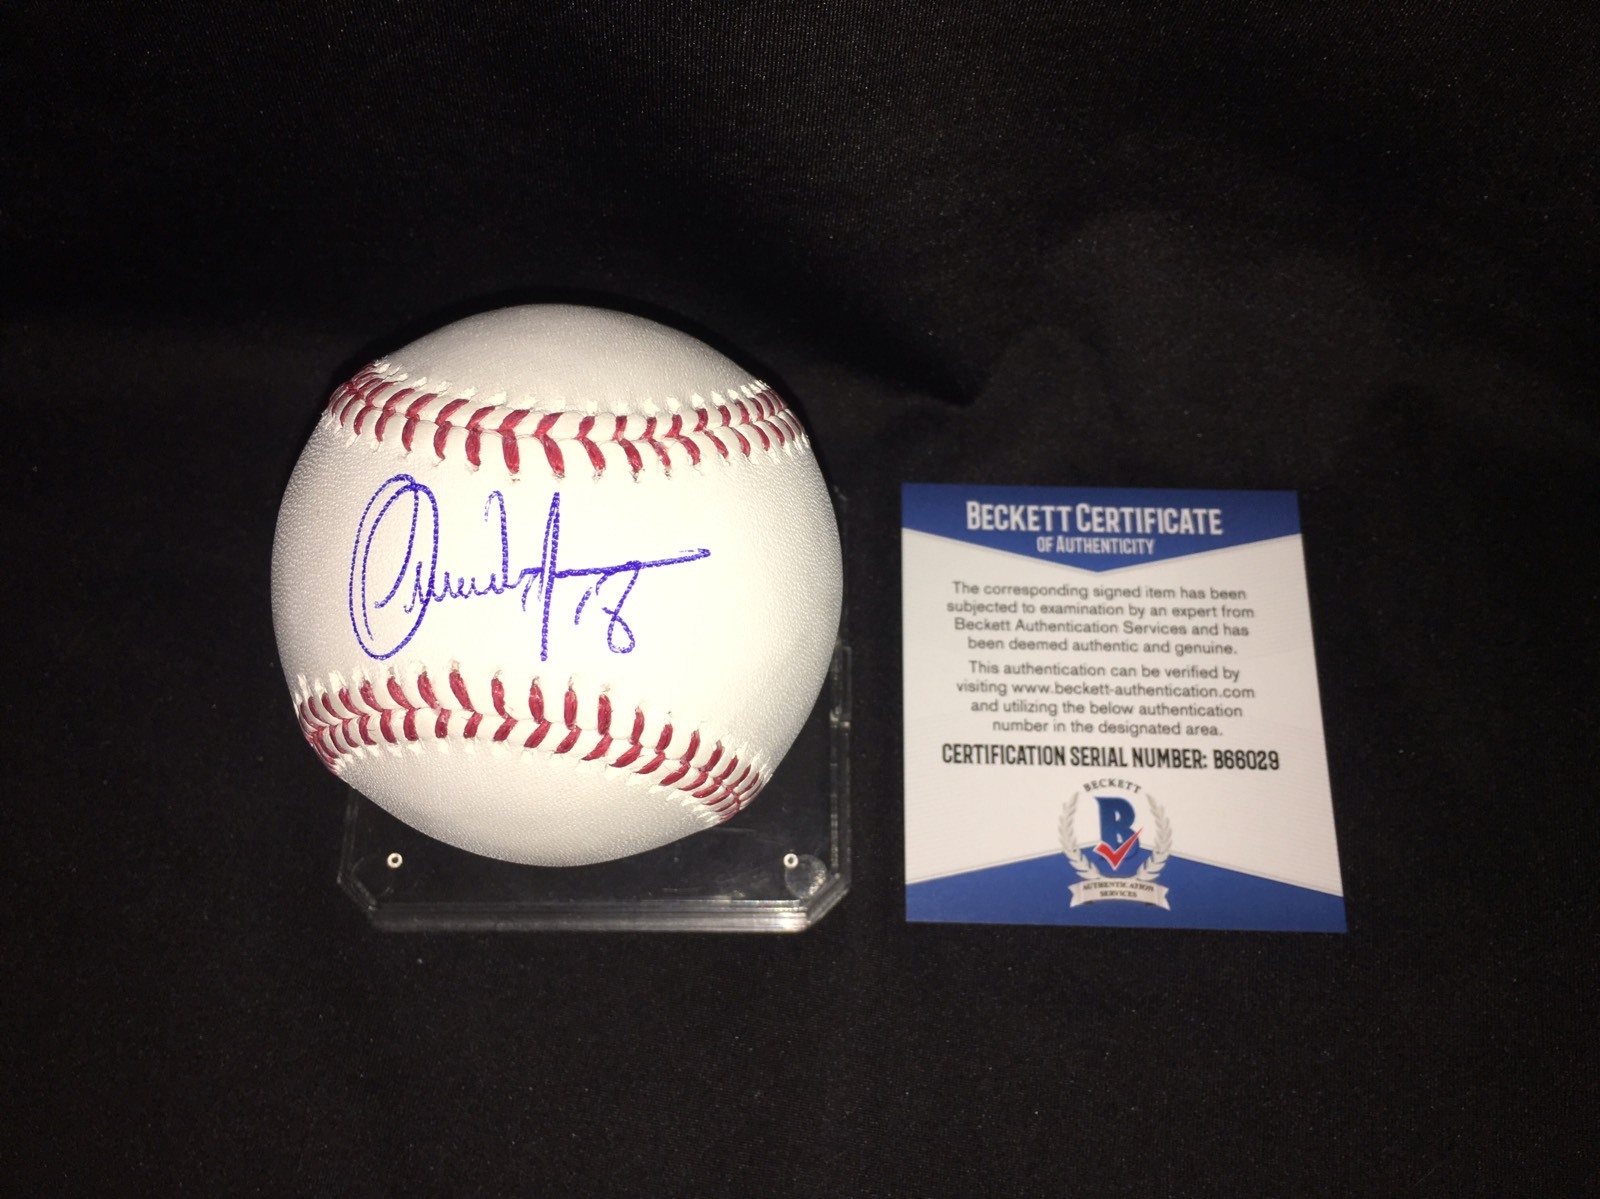 BECKETT CERTIFICATE
OF AUTHENTICITY
The corresponding signed item has been
subjected to examination by an expert from
Beckett Authentication Services and has
been deemed authentic and genuine.
This authentication can be verified by
visiting www.beckett-authentication.com
and utilizing the below authentication
number in the designated area.
CERTIFICATION SERIAL NUMBER: B66029
BECKETT
B
AUTHENTICATION
SERVICES